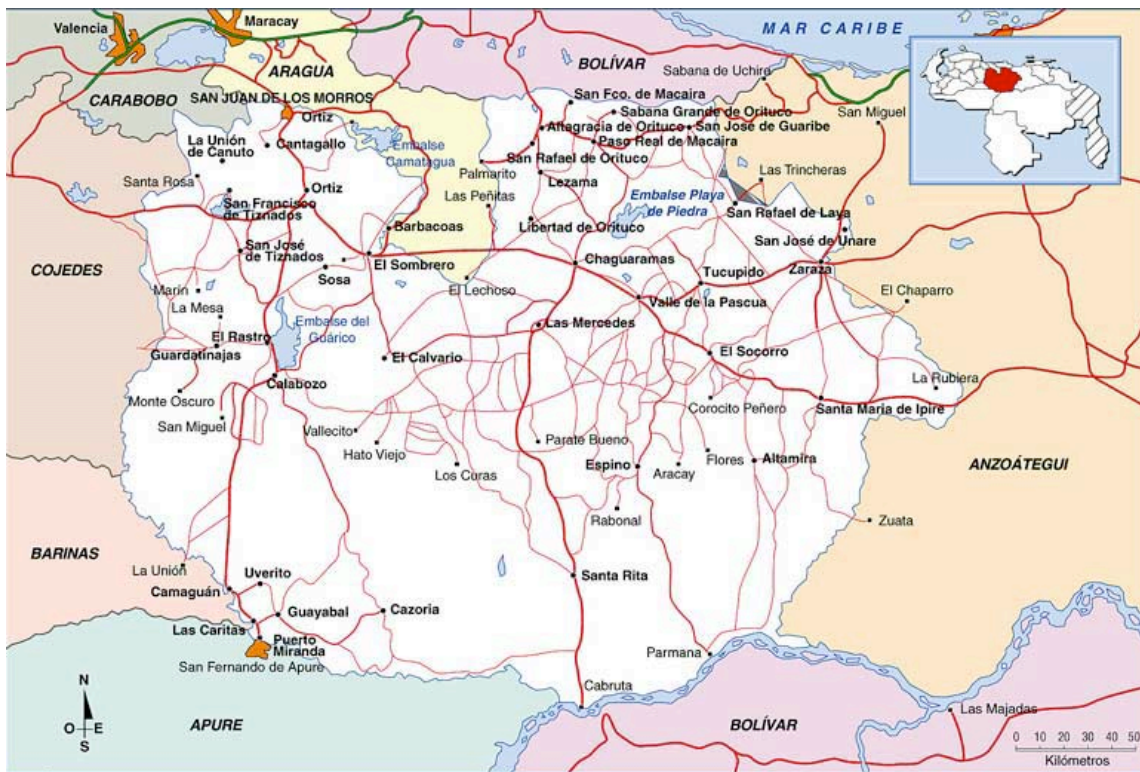 Valencia
Maracay
MAR CARIBE
ARAGUA
BOLÍVAR
Sabana de Uchire
CARABOBO
SAN JUAN DE LOS MORROS
San Fco. de Macaira
Sabana Grande de Orituco
San Miguel
Ortiz
Altagracia de Orituco
San José de Guaribe
La Unión
de Canuto
Cantagallo
Embalse
Camatagua
Paso Real de Macaira
San Rafael de Orituco
Palmarito
Las Trincheras
Santa Rosa
Ortiz
Lezama
Las Peñitas
Embalse Playa
de Piedra
San Francisco
de Tiznados
San Rafael de Laya
Barbacoas
Libertad de Orituco
San José
de Tiznados
San José de Unare
COJEDES
El Sombrero
Chaguaramas
Tucupido
Zaraza
Sosa
El Lechoso
Marín
El Chaparro
La Mesa
Valle de la Pascua
Embalse del
Guárico
El Rastro
Las Mercedes
Guardatinajas
El Calvario
El Socorro
Calabozo
La Rubiera
Monte Oscuro
Corocito Peñero
Santa Maria de Ipire
San Miguel
Vallecito
Hato Viejo
Parate Bueno
Los Curas
Espino
Aracay
Flores
Altamira
ANZOÁTEGUI
Rabonal
Zuata
BARINAS
La Unión
Uverito
Santa Rita
Camaguán
Guayabal
Cazoria
Las Caritas
Puerto
Miranda
San Fernando de Apure
Parmana
N
O
E
S
Cabruta
APURE
BOLÍVAR
Las Majadas
0 10 20 30 40 50
Kilómetros